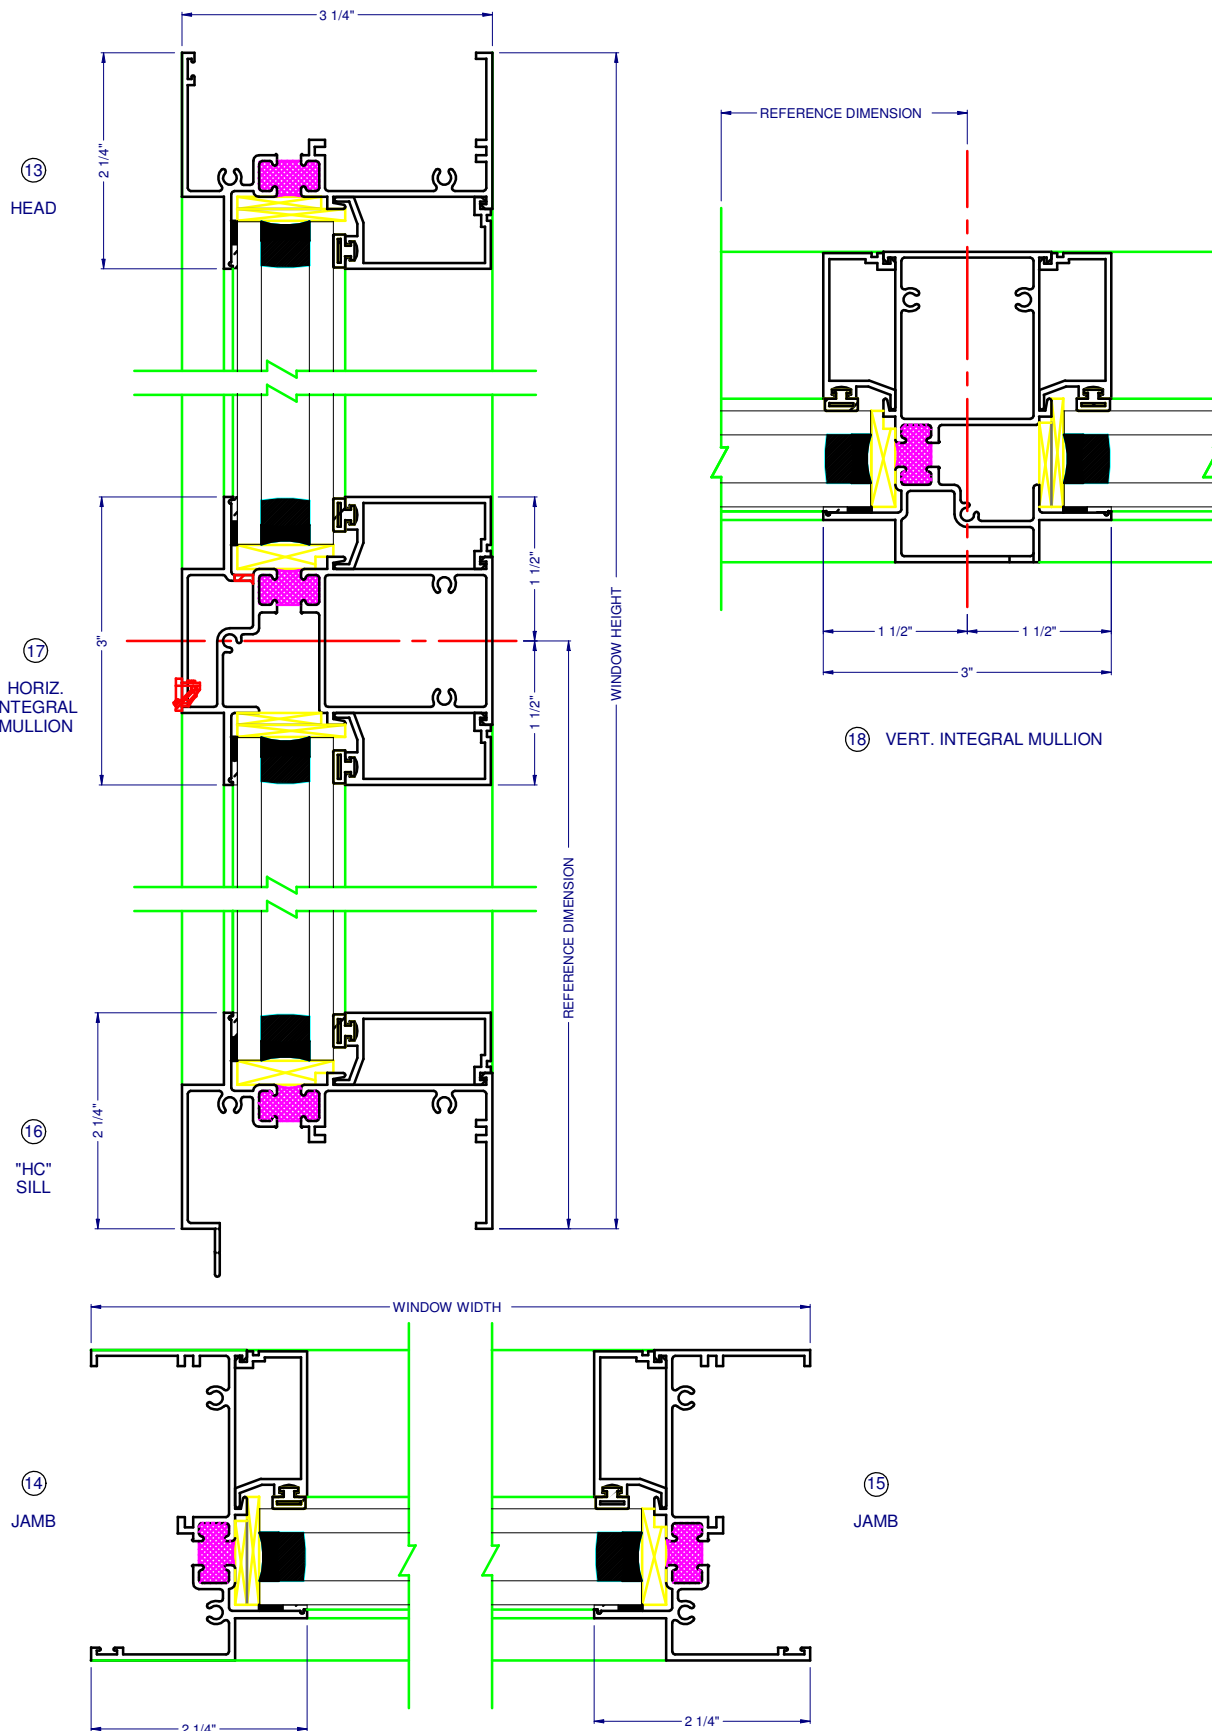 3 1/4"
2 1/4"
13
HEAD
REFERENCE DIMENSION
3"
1 1/2"
1 1/2"
17
HORIZ.
INTEGRAL
MULLION
WINDOW HEIGHT
REFERENCE DIMENSION
1 1/2"
1 1/2"
3"
18 VERT. INTEGRAL MULLION
2 1/4"
16
"HC"
SILL
WINDOW WIDTH
14
JAMB
15
JAMB
2 1/4"
2 1/4"